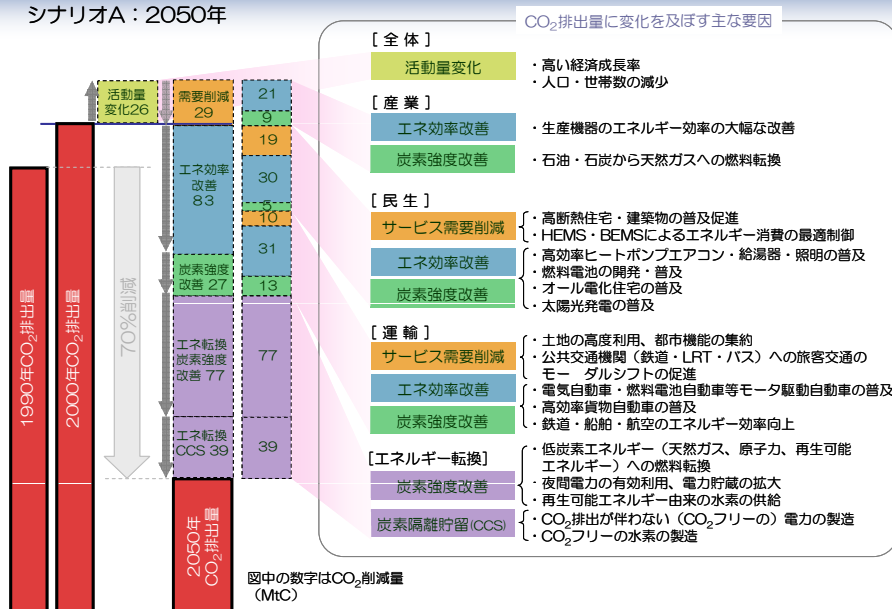 シナリオA：2050年
CO2排出量に変化を及ぼす主な要因
活動量
変化26
需要削減
29
エネ効率
改善
83
炭素強度
改善 27
エネ転換
炭素強度
改善 77
エネ転換
CCS 39
21
9
19
30
5
10
31
13
77
39
1990年CO2排出量
2000年CO2排出量
70%削減
2050年
CO2排出量
図中の数字はCO2削減量
（MtC）
[ 全 体 ]
活動量変化
・高い経済成長率
・人口・世帯数の減少
[ 産 業 ]
エネ効率改善
・生産機器のエネルギー効率の大幅な改善
炭素強度改善
・石油・石炭から天然ガスへの燃料転換
[ 民 生 ]
サービス需要削減
・高断熱住宅・建築物の普及促進
・HEMS・BEMSによるエネルギー消費の最適制御
エネ効率改善
炭素強度改善
・高効率ヒートポンプエアコン・給湯器・照明の普及
・燃料電池の開発・普及
・オール電化住宅の普及
・太陽光発電の普及
[ 運 輸 ]
サービス需要削減
・土地の高度利用、都市機能の集約
・公共交通機関（鉄道・LRT・バス）への旅客交通の
モー ダルシフトの促進
エネ効率改善
炭素強度改善
・電気自動車・燃料電池自動車等モータ駆動自動車の普及
・高効率貨物自動車の普及
・鉄道・船舶・航空のエネルギー効率向上
[エネルギー転換]
炭素強度改善
・低炭素エネルギー（天然ガス、原子力、再生可能
エネルギー）への燃料転換
・夜間電力の有効利用、電力貯蔵の拡大
・再生可能エネルギー由来の水素の供給
炭素隔離貯留(CCS)
・CO2排出が伴わない（CO2フリーの）電力の製造
・CO2フリーの水素の製造